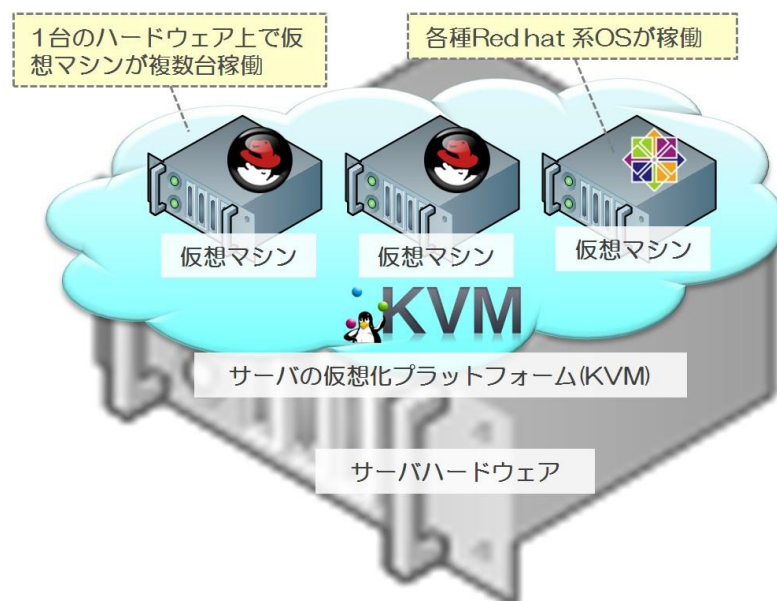 1台のハードウェア上で仮
想マシンが複数台稼働
各種Red hat 系OSが稼働
仮想マシン
仮想マシン
仮想マシン
KVM
サーバの仮想化プラットフォーム(KVM)
サーバハードウェア